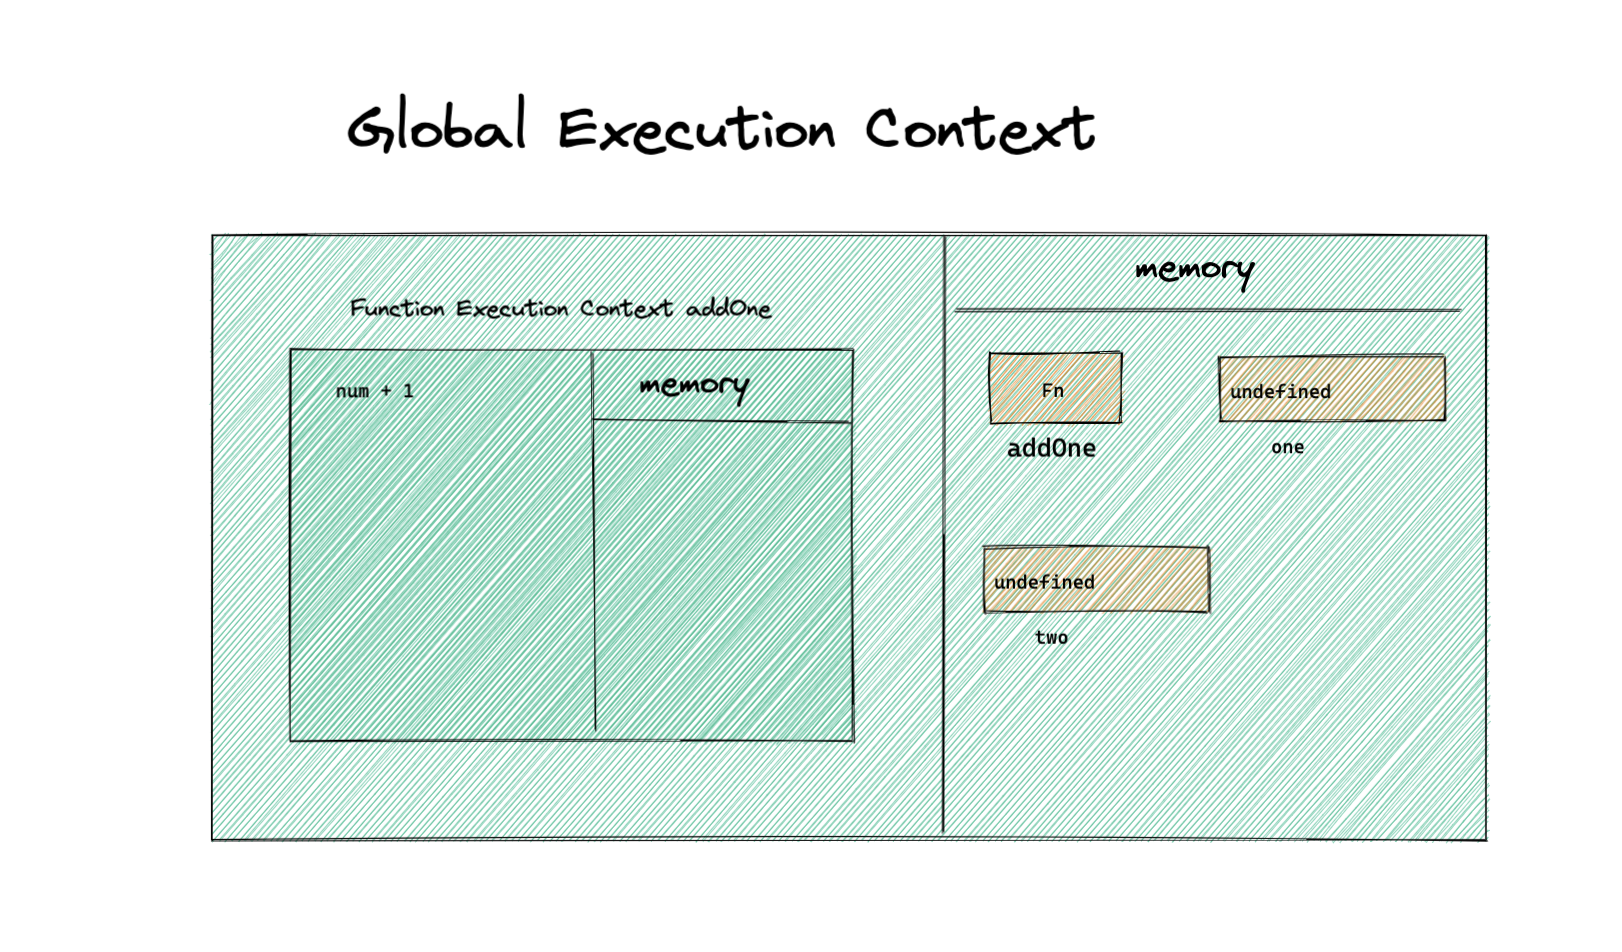 Global Execution Context
Function Execution Context addOne
num + 1
memory
memory
Fn
addOne
undefined
one
undefined
two